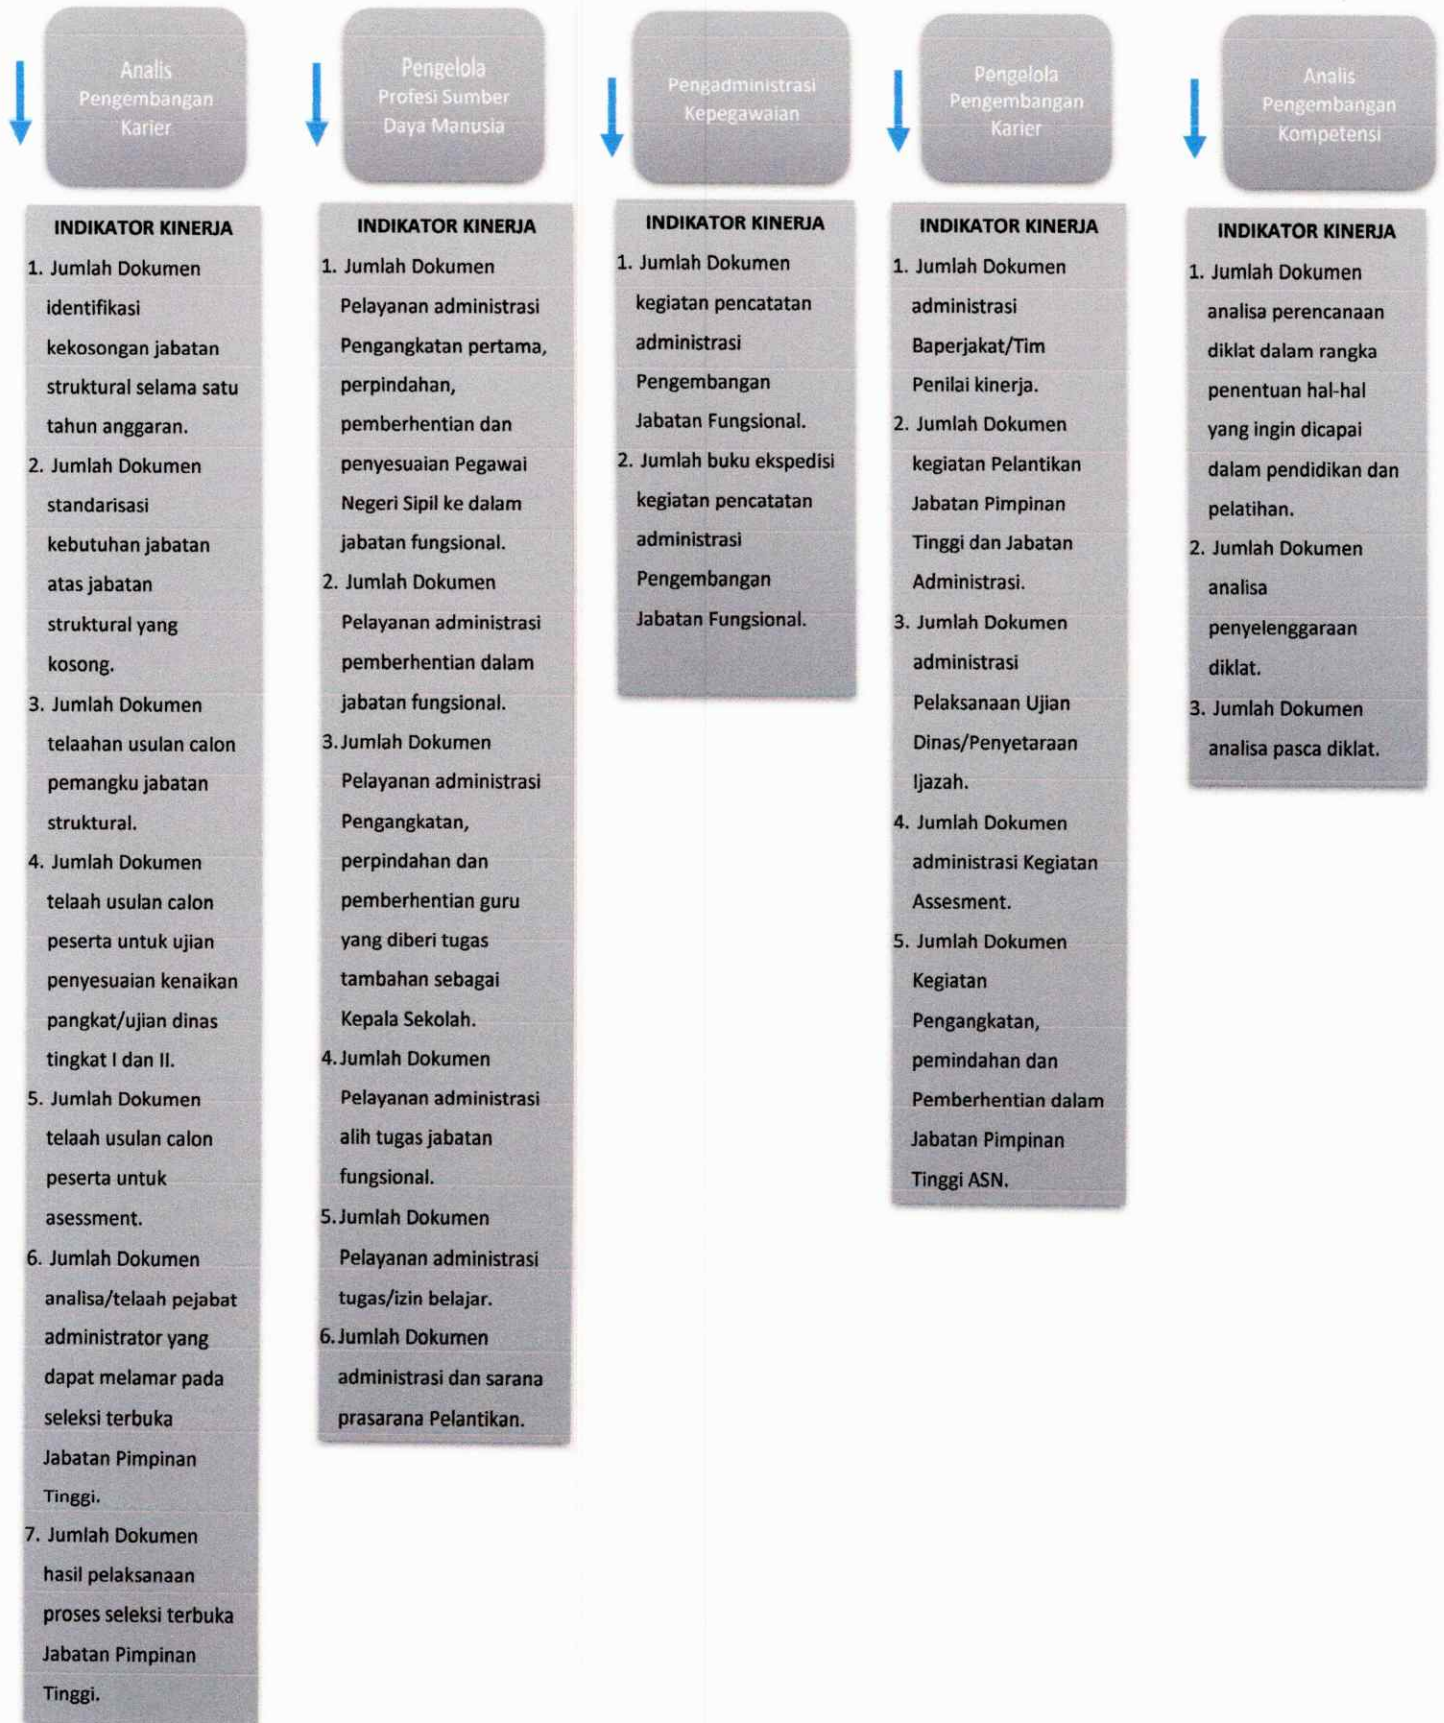 Analis
Pengembangan
Karier
INDIKATOR KINERJA
1. Jumlah Dokumen
identifikasi
kekosongan jabatan
struktural selama satu
tahun anggaran.
2. Jumlah Dokumen
standarisasi
kebutuhan jabatan
atas jabatan
struktural yang
kosong.
3. Jumlah Dokumen
telaahan usulan calon
pemangku jabatan
struktural.
4. Jumlah Dokumen
telaah usulan calon
peserta untuk ujian
penyesuaian kenaikan
pangkat/ujian dinas
tingkat I dan II.
5. Jumlah Dokumen
telaah usulan calon
peserta untuk
asessment.
6. Jumlah Dokumen
analisa/telaah pejabat
administrator yang
dapat melamar pada
seleksi terbuka
Jabatan Pimpinan
Tinggi.
7. Jumlah Dokumen
hasil pelaksanaan
proses seleksi terbuka
Jabatan Pimpinan
Tinggi.
Pengelola
Profesi Sumber
Daya Manusia
INDIKATOR KINERJA
1. Jumlah Dokumen
Pelayanan administrasi
Pengangkatan pertama,
perpindahan,
pemberhentian dan
penyesuaian Pegawai
Negeri Sipil ke dalam
jabatan fungsional.
2. Jumlah Dokumen
Pelayanan administrasi
pemberhentian dalam
jabatan fungsional.
3. Jumlah Dokumen
Pelayanan administrasi
Pengangkatan,
perpindahan dan
pemberhentian guru
yang diberi tugas
tambahan sebagai
Kepala Sekolah.
4. Jumlah Dokumen
Pelayanan administrasi
alih tugas jabatan
fungsional.
5. Jumlah Dokumen
Pelayanan administrasi
tugas/izin belajar.
6. Jumlah Dokumen
administrasi dan sarana
prasarana Pelantikan.
Pengadministrasi
Kepegawaian
INDIKATOR KINERJA
1. Jumlah Dokumen
kegiatan pencatatan
administrasi
Pengembangan
Jabatan Fungsional.
2. Jumlah buku ekspedisi
kegiatan pencatatan
administrasi
Pengembangan
Jabatan Fungsional.
Pengelola
Pengembangan
Karier
INDIKATOR KINERJA
1. Jumlah Dokumen
administrasi
Baperjakat/Tim
Penilai kinerja.
2. Jumlah Dokumen
kegiatan Pelantikan
Jabatan Pimpinan
Tinggi dan Jabatan
Administrasi.
3. Jumlah Dokumen
administrasi
Pelaksanaan Ujian
Dinas/Penyetaraan
Ijazah.
4. Jumlah Dokumen
administrasi Kegiatan
Assesment.
5. Jumlah Dokumen
Kegiatan
Pengangkatan,
pemindahan dan
Pemberhentian dalam
Jabatan Pimpinan
Tinggi ASN.
Analis
Pengembangan
Kompetensi
INDIKATOR KINERJA
1. Jumlah Dokumen
analisa perencanaan
diklat dalam rangka
penentuan hal-hal
yang ingin dicapai
dalam pendidikan dan
pelatihan.
2. Jumlah Dokumen
analisa
penyelenggaraan
diklat.
3. Jumlah Dokumen
analisa pasca diklat.